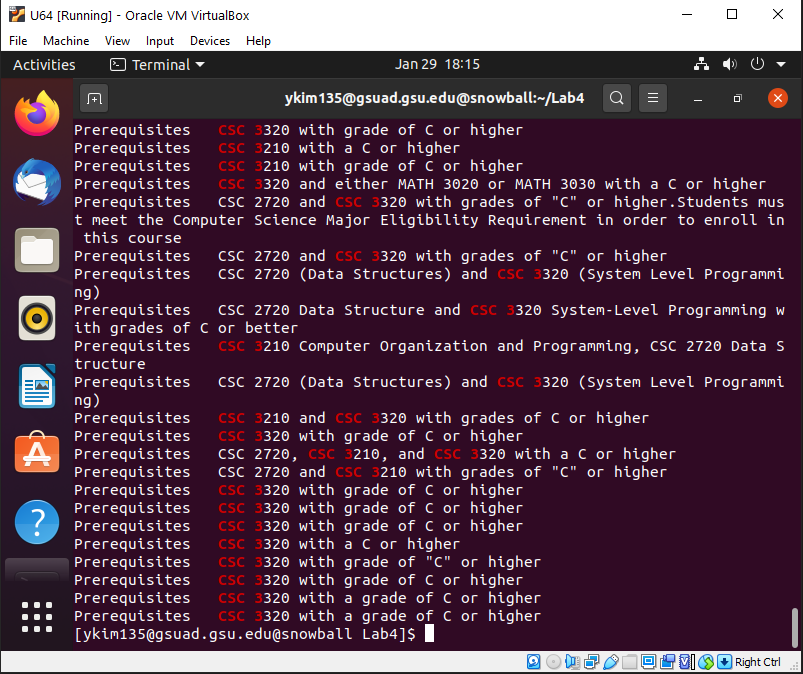 U64 [Running] - Oracle VM VirtualBox
File Machine View Input Devices Help
Activities Terminal Jan 29 18:15
ykim135@gsuad.gsu.edu@snowball:~/Lab4
Prerequisites CSC 3320 with grade of C or higher
Prerequisites CSC 3210 with a C or higher
Prerequisites CSC 3210 with grade of C or higher
Prerequisites CSC 3320 and either MATH 3020 or MATH 3030 with a C or higher
Prerequisites CSC 2720 and CSC 3320 with grades of "C" or higher.Students mus
t meet the Computer Science Major Eligibility Requirement in order to enroll in
this course
Prerequisites CSC 2720 and CSC 3320 with grades of "C" or higher
Prerequisites CSC 2720 (Data Structures) and CSC 3320 (System Level Programmi
ng)
Prerequisites CSC 2720 Data Structure and CSC 3320 System-Level Programming w
ith grades of C or better
Prerequisites CSC 3210 Computer Organization and Programming, CSC 2720 Data S
tructure
Prerequisites CSC 2720 (Data Structures) and CSC 3320 (System Level Programmi
ng)
Prerequisites CSC 3210 and CSC 3320 with grades of C or higher
Prerequisites CSC 3320 with grade of C or higher
Prerequisites CSC 2720, CSC 3210, and CSC 3320 with a C or higher
Prerequisites CSC 2720 and CSC 3210 with grades of "C" or higher
Prerequisites CSC 3320 with grade of C or higher
Prerequisites CSC 3320 with grade of C or higher
Prerequisites CSC 3320 with grade of C or higher
Prerequisites CSC 3320 with a C or higher
Prerequisites CSC 3320 with grade of "C" or higher
Prerequisites CSC 3320 with grade of C or higher
Prerequisites CSC 3320 with a grade of C or higher
Prerequisites CSC 3320 with a grade of C or higher
[ykim135@gsuad.gsu.edu@snowball Lab4]$
Right Ctrl